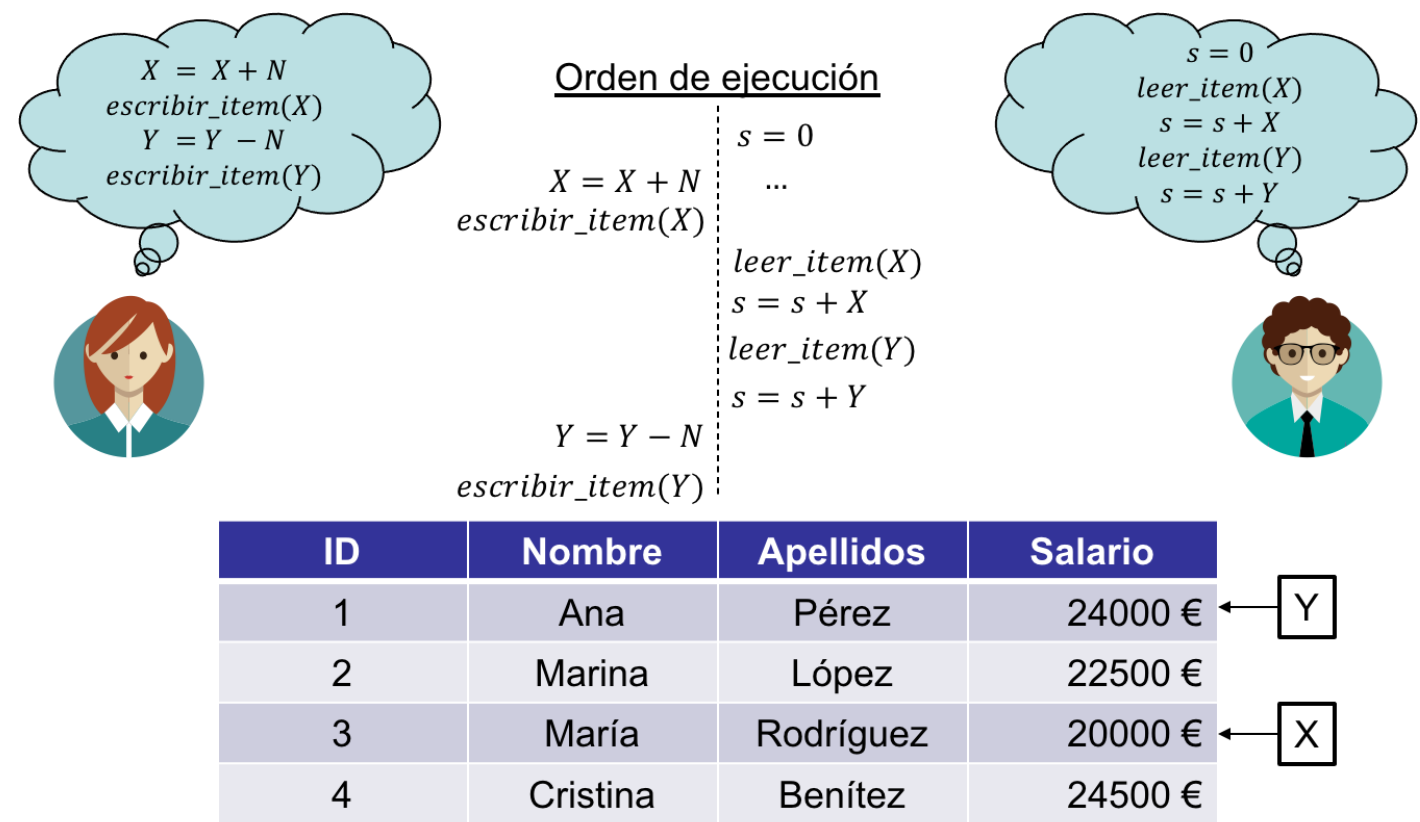 X = X + N
escribir_item(X)
Y = Y − N
escribir_item(Y)
Orden de ejecución
s = 0
leer_item(X)
s = s + X
leer_item(Y)
s = s + Y
s = 0
X = X + N ...
escribir_item(X)
leer_item(X)
s = s + X
leer_item(Y)
s = s + Y
Y = Y − N
escribir_item(Y)
ID Nombre Apellidos Salario
1 Ana Pérez 24000 € Y
2 Marina López 22500 €
3 María Rodríguez 20000 € X
4 Cristina Benítez 24500 €